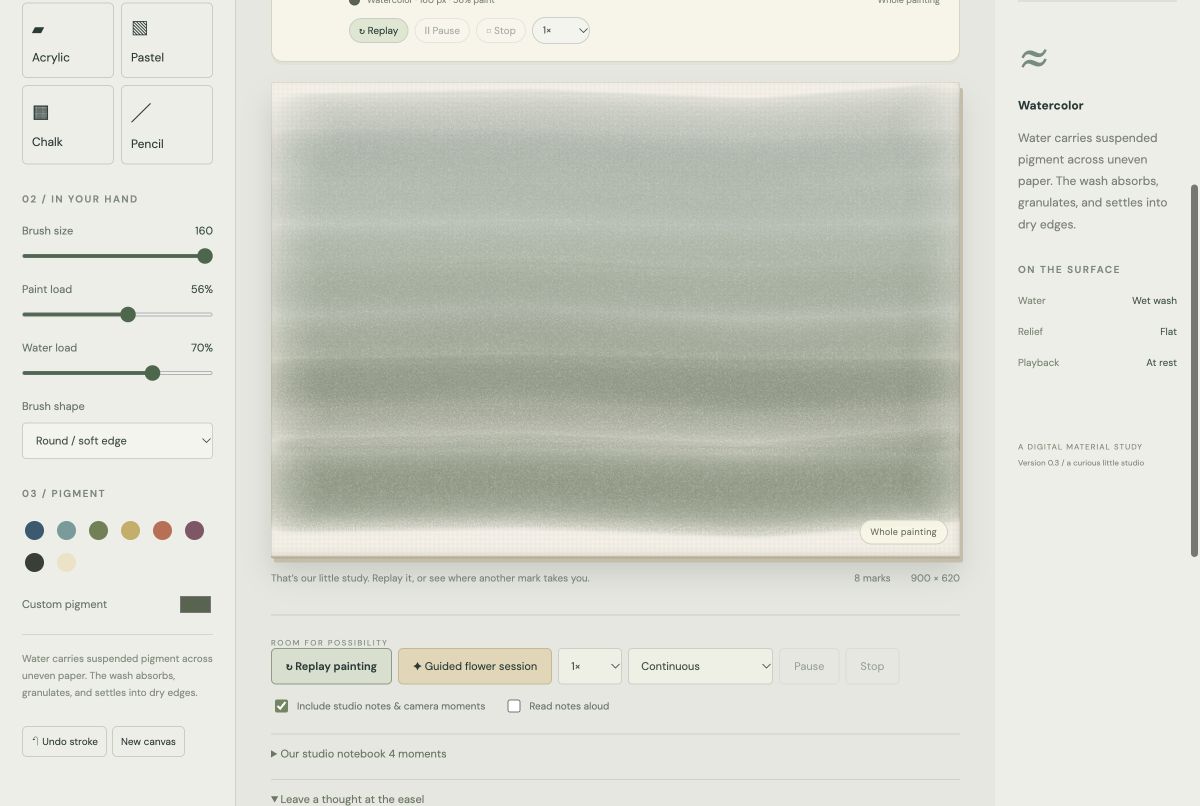 Watercolor · 160 px · 56% paint
Whole painting
↻ Replay
II Pause
□ Stop
1×
Acrylic
Pastel
Chalk
Pencil
02 / IN YOUR HAND
Brush size 160
Paint load 56%
Water load 70%
Brush shape
Round / soft edge
03 / PIGMENT
Custom pigment
Water carries suspended pigment across
uneven paper. The wash absorbs,
granulates, and settles into dry edges.
Undo stroke
New canvas
Whole painting
That's our little study. Replay it, or see where another mark takes you.
8 marks 900 × 620
ROOM FOR POSSIBILITY
↻ Replay painting
✦ Guided flower session
1×
Continuous
Pause
Stop
Include studio notes & camera moments
Read notes aloud
▶ Our studio notebook 4 moments
▼ Leave a thought at the easel
Watercolor
Water carries suspended
pigment across uneven
paper. The wash absorbs,
granulates, and settles into
dry edges.
ON THE SURFACE
Water Wet wash
Relief Flat
Playback At rest
A DIGITAL MATERIAL STUDY
Version 0.3 / a curious little studio